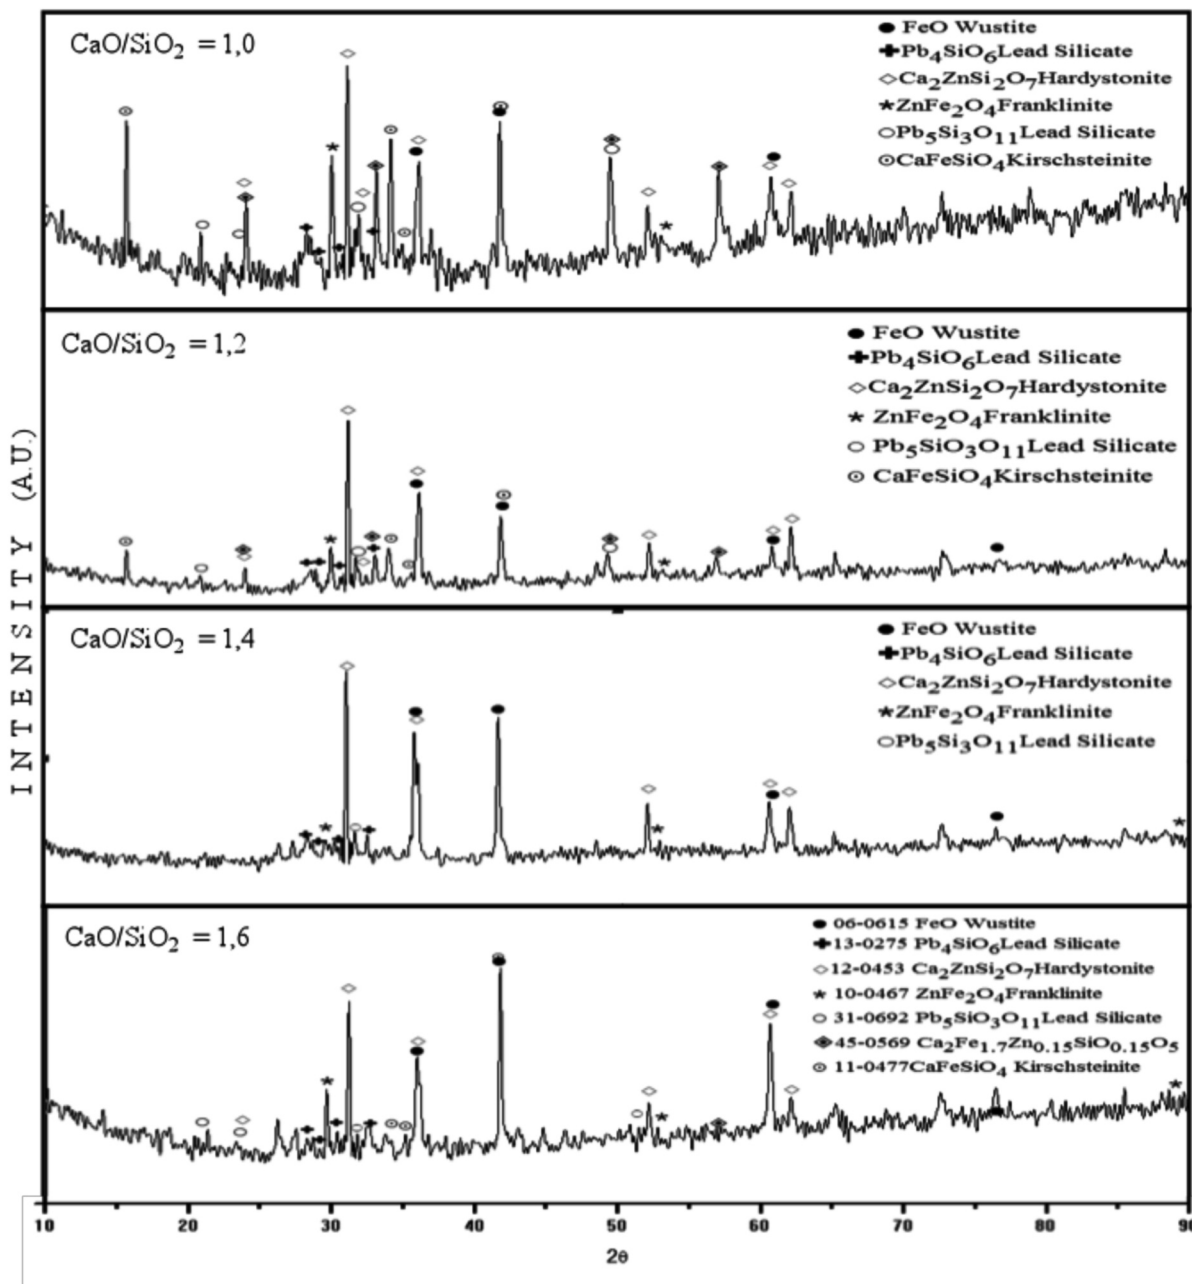 CaO/SiO2 = 1,0
● FeO Wustite
✚ Pb4SiO6Lead Silicate
◇ Ca2ZnSi2O7Hardystonite
★ZnFe2O4Franklinite
○Pb5Si3O11Lead Silicate
⊙CaFeSiO4Kirschsteinite
CaO/SiO2 = 1,2
● FeO Wustite
✚Pb4SiO6Lead Silicate
◇Ca2ZnSi2O7Hardystonite
★ ZnFe2O4Franklinite
○ Pb5SiO3O11Lead Silicate
⊙ CaFeSiO4Kirschsteinite
INTENSITY (A.U.)
CaO/SiO2 = 1,4
● FeO Wustite
✚Pb4SiO6Lead Silicate
◇Ca2ZnSi2O7Hardystonite
★ZnFe2O4Franklinite
○Pb5Si3O11Lead Silicate
CaO/SiO2 = 1,6
● 06-0615 FeO Wustite
✚13-0275 Pb4SiO6Lead Silicate
◇12-0453 Ca2ZnSi2O7Hardystonite
★ 10-0467 ZnFe2O4Franklinite
○ 31-0692 Pb5SiO3O11Lead Silicate
◈45-0569 Ca2Fe1.7Zn0.15SiO0.15O5
⊙ 11-0477CaFeSiO4 Kirschsteinite
10 20 30 40 50 60 70 80 90
2θ